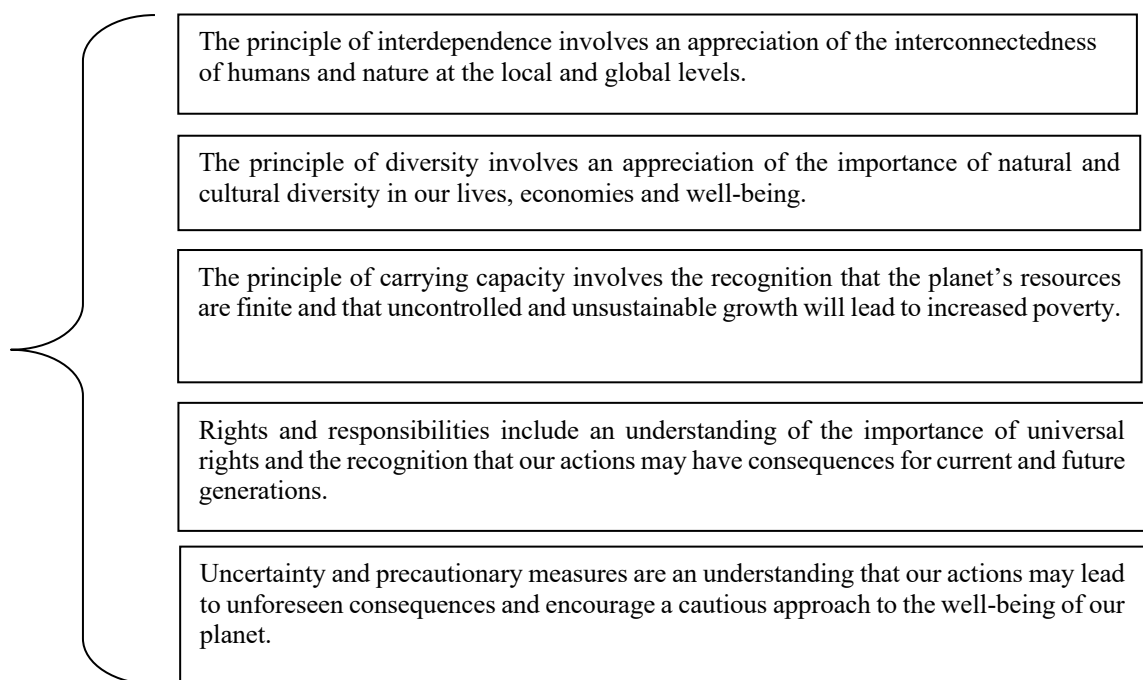 The principle of interdependence involves an appreciation of the interconnectedness
of humans and nature at the local and global levels.
The principle of diversity involves an appreciation of the importance of natural and
cultural diversity in our lives, economies and well-being.
The principle of carrying capacity involves the recognition that the planet’s resources
are finite and that uncontrolled and unsustainable growth will lead to increased poverty.
Rights and responsibilities include an understanding of the importance of universal
rights and the recognition that our actions may have consequences for current and future
generations.
Uncertainty and precautionary measures are an understanding that our actions may lead
to unforeseen consequences and encourage a cautious approach to the well-being of our
planet.